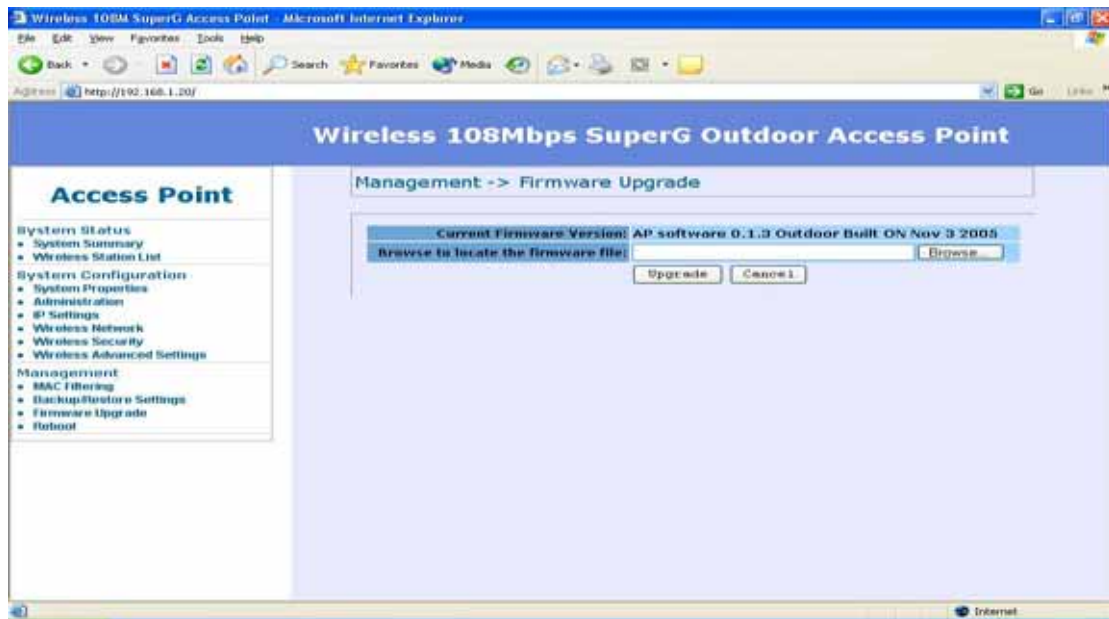 Wireless 108M SuperG Access Point - Microsoft Internet Explorer
File Edit View Favorites Tools Help
Back Search Favorites Media
Address http://192.168.1.20/ Go Links
Wireless 108Mbps SuperG Outdoor Access Point
Access Point
System Status
System Summary
Wireless Station List
System Configuration
System Properties
Administration
IP Settings
Wireless Network
Wireless Security
Wireless Advanced Settings
Management
MAC Filtering
Backup/Restore Settings
Firmware Upgrade
Reboot
Management -> Firmware Upgrade
Current Firmware Version: AP software 0.1.3 Outdoor Built ON Nov 3 2005
Browse to locate the firmware file: Browse...
Upgrade Cancel
Internet